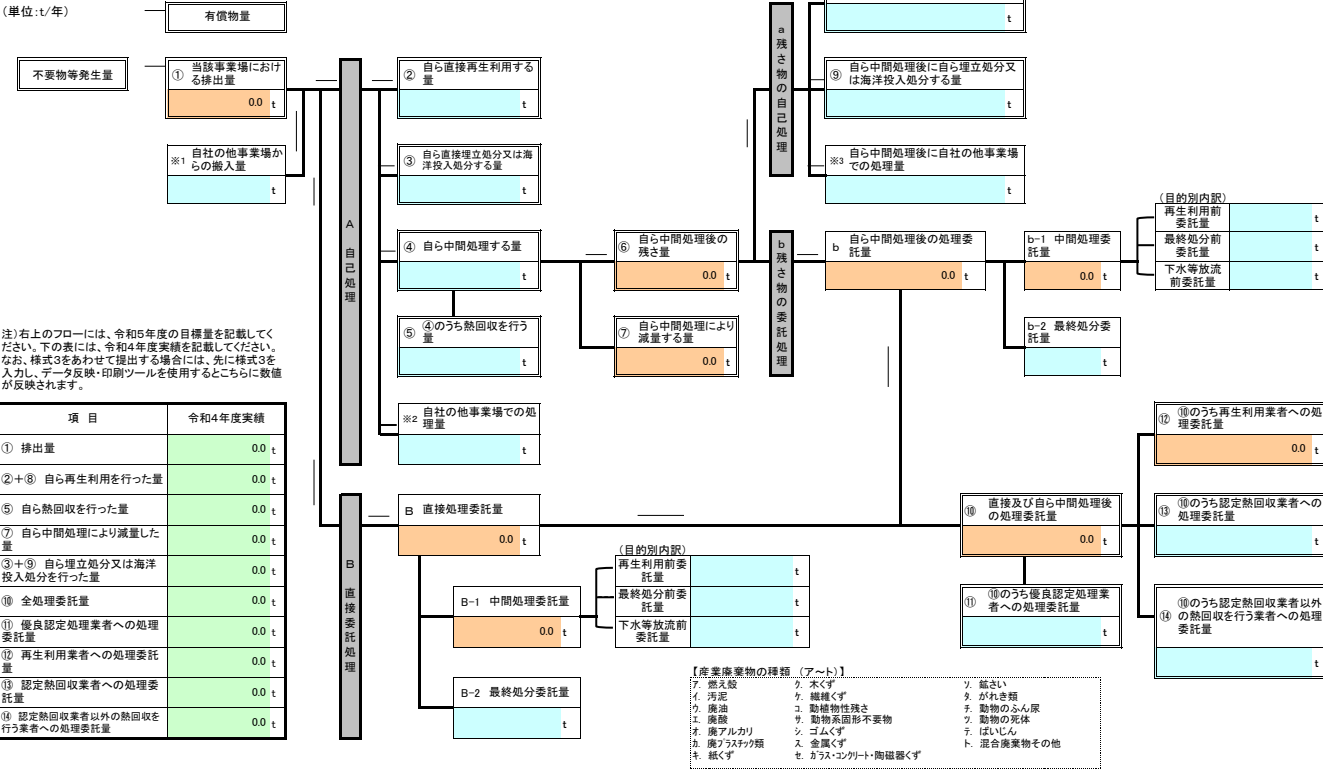 (単位:t/年)
有償物量
不要物等発生量
① 当該事業場におけ
る排出量
0.0 t
※1 自社の他事業場か
らの搬入量
t
A 自己処理
② 自ら直接再生利用する
量
t
③ 自ら直接埋立処分又は海
洋投入処分する量
t
④ 自ら中間処理する量
t
⑤ ④のうち熱回収を行う
量
t
※2 自社の他事業場での処
理量
t
⑥ 自ら中間処理後の
残さ量
0.0 t
⑦ 自ら中間処理により
減量する量
0.0 t
a 残さ物の自己処理
t
⑨ 自ら中間処理後に自ら埋立処分又
は海洋投入処分する量
t
※3 自ら中間処理後に自社の他事業場
での処理量
t
b 残さ物の委託処理
b 自ら中間処理後の処理委
託量
0.0 t
b-1 中間処理委
託量
0.0 t
b-2 最終処分委
託量
t
(目的別内訳)
再生利用前
委託量 t
最終処分前
委託量 t
下水等放流
前委託量 t
注)右上のフローには、令和5年度の目標量を記載してく
ださい。下の表には、令和4年度実績を記載してください。
なお、様式3をあわせて提出する場合には、先に様式3を
入力し、データ反映・印刷ツールを使用するとこちらに数値
が反映されます。
項 目 令和4年度実績
① 排出量 0.0 t
②+⑧ 自ら再生利用を行った量 0.0 t
⑤ 自ら熱回収を行った量 0.0 t
⑦ 自ら中間処理により減量した
量 0.0 t
③+⑨ 自ら埋立処分又は海洋
投入処分を行った量 0.0 t
⑩ 全処理委託量 0.0 t
⑪ 優良認定処理業者への処理
委託量 0.0 t
⑫ 再生利用業者への処理委託
量 0.0 t
⑬ 認定熱回収業者への処理委
託量 0.0 t
⑭ 認定熱回収業者以外の熱回収を
行う業者への処理委託量 0.0 t
B 直接委託処理
B 直接処理委託量
0.0 t
B-1 中間処理委託量
0.0 t
B-2 最終処分委託量
t
(目的別内訳)
再生利用前委
託量 t
最終処分前委
託量 t
下水等放流前
委託量 t
⑩ 直接及び自ら中間処理後
の処理委託量
0.0 t
⑪ ⑩のうち優良認定処理業
者への処理委託量
t
⑫ ⑩のうち再生利用業者への処
理委託量
0.0 t
⑬ ⑩のうち認定熱回収業者への
処理委託量
t
⑭ ⑩のうち認定熱回収業者以外
の熱回収を行う業者への処理
委託量
t
【産業廃棄物の種類 (ア~ト)】
ア. 燃え殻 ク. 木くず ソ. 鉱さい
イ. 汚泥 ケ. 繊維くず タ. がれき類
ウ. 廃油 コ. 動植物性残さ チ. 動物のふん尿
エ. 廃酸 サ. 動物系固形不要物 ツ. 動物の死体
オ. 廃アルカリ シ. ゴムくず テ. ばいじん
カ. 廃プラスチック類 ス. 金属くず ト. 混合廃棄物その他
キ. 紙くず セ. ガラス・コンクリート・陶磁器くず